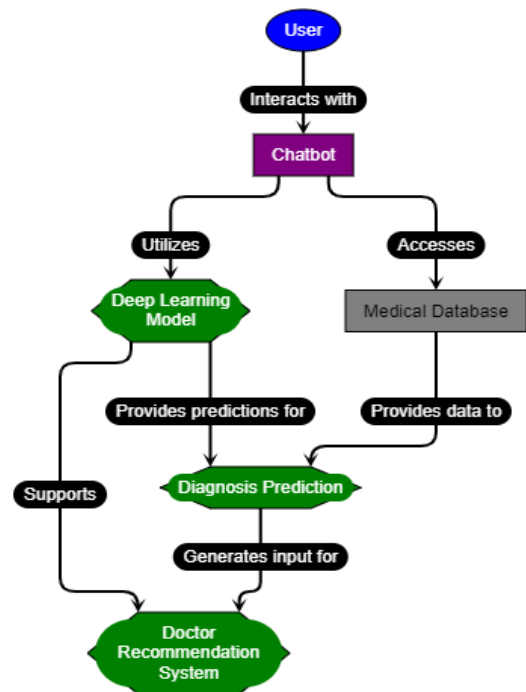 User
Interacts with
Chatbot
Utilizes
Accesses
Deep Learning
Model
Medical Database
Provides predictions for
Provides data to
Supports
Diagnosis Prediction
Generates input for
Doctor
Recommendation
System